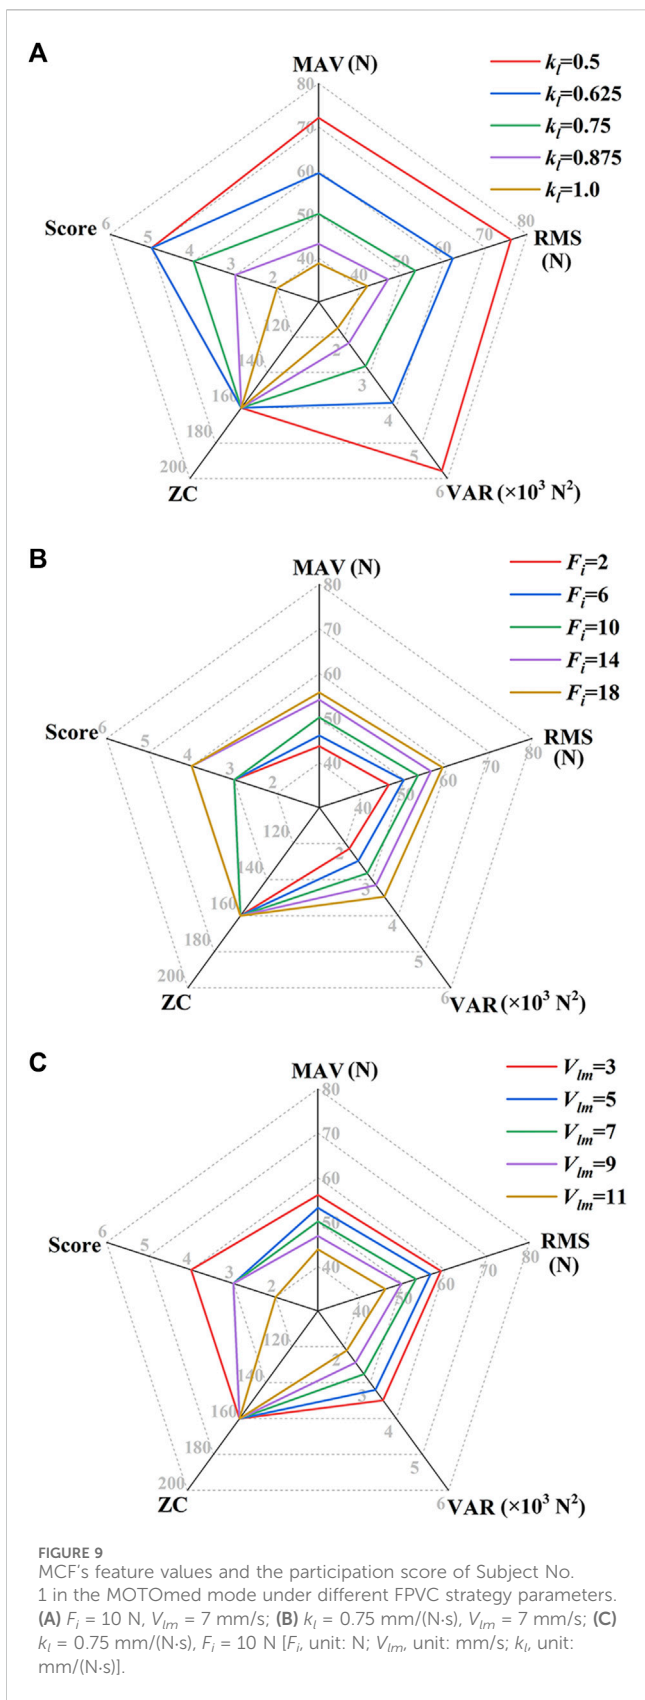 A
MAV (N)
80
70
60
50
40
k_l=0.5
k_l=0.625
k_l=0.75
k_l=0.875
k_l=1.0
Score
6
5
4
3
2
80
70
60
50
40
RMS
(N)
120
140
160
180
200
ZC
2
3
4
5
6
VAR (×10³ N²)
B
MAV (N)
80
70
60
50
40
F_i=2
F_i=6
F_i=10
F_i=14
F_i=18
Score
6
5
4
3
2
80
70
60
50
40
RMS
(N)
120
140
160
180
200
ZC
2
3
4
5
6
VAR (×10³ N²)
C
MAV (N)
80
70
60
50
40
V_lm=3
V_lm=5
V_lm=7
V_lm=9
V_lm=11
Score
6
5
4
3
2
80
70
60
50
40
RMS
(N)
120
140
160
180
200
ZC
2
3
4
5
6
VAR (×10³ N²)
FIGURE 9
MCF's feature values and the participation score of Subject No.
1 in the MOTOmed mode under different FPVC strategy parameters.
(A) F_i = 10 N, V_lm = 7 mm/s; (B) k_l = 0.75 mm/(N·s), V_lm = 7 mm/s; (C)
k_l = 0.75 mm/(N·s), F_i = 10 N [F_i, unit: N; V_lm, unit: mm/s; k_l, unit:
mm/(N·s)].